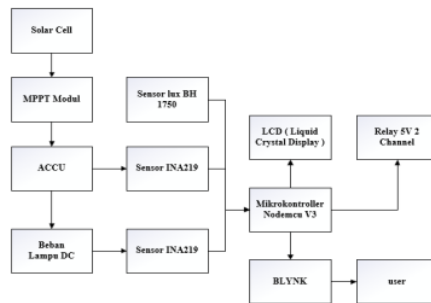 Solar Cell
MPPT Modul
Sensor lux BH
1750
LCD ( Liquid
Crystal Display )
Relay 5V 2
Channel
ACCU
Sensor INA219
Mikrokontroller
Nodemcu V3
Beban
Lampu DC
Sensor INA219
BLYNK
user